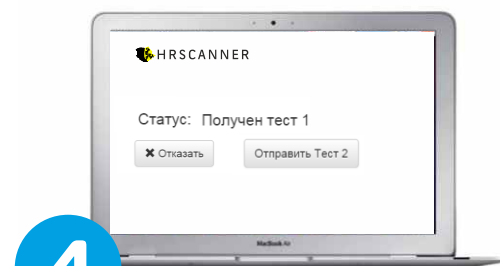 HRSCANNER
Статус: Получен тест 1
✖ Отказать Отправить Тест 2
MacBook Air
4